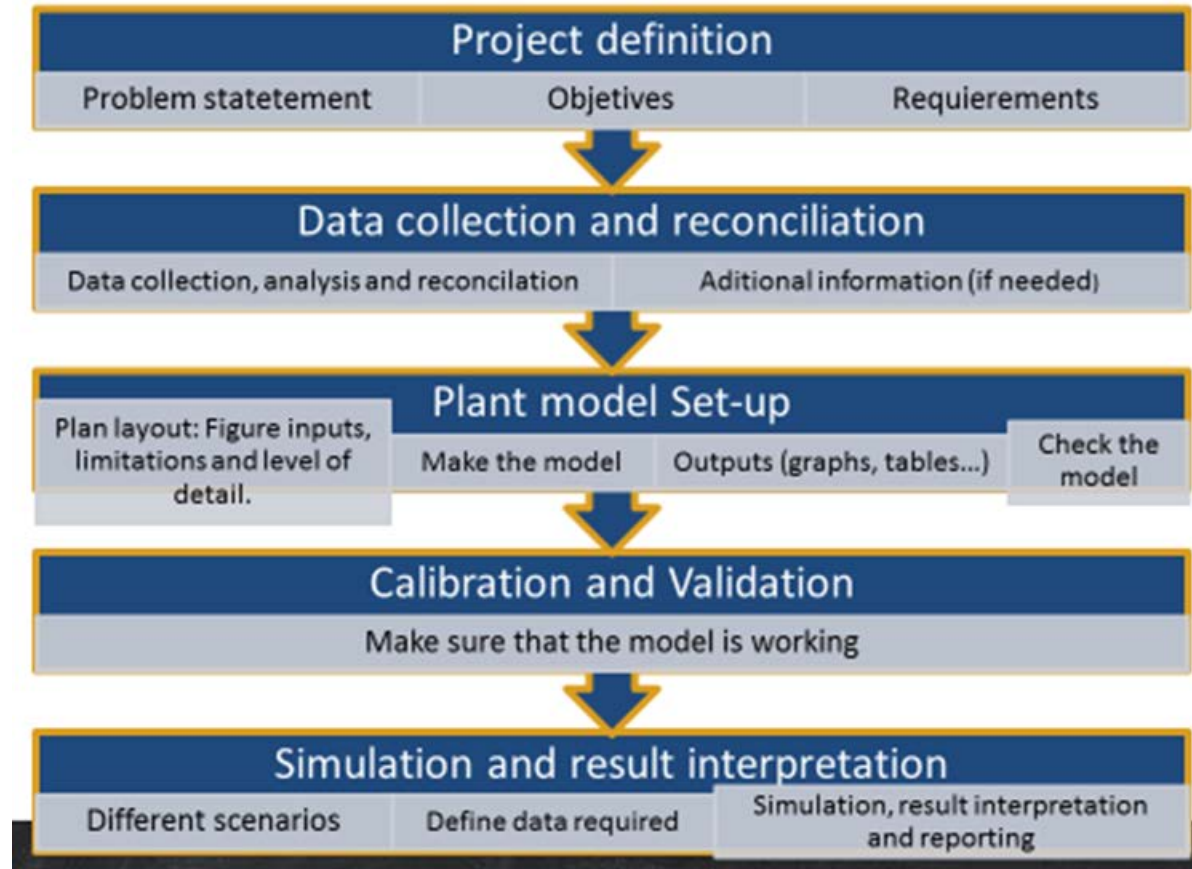 Project definition
Problem statetement
Objetives
Requierements
Data collection and reconciliation
Data collection, analysis and reconcilation
Aditional information (if needed)
Plant model Set-up
Plan layout: Figure inputs,
limitations and level of
detail.
Make the model
Outputs (graphs, tables...)
Check the
model
Calibration and Validation
Make sure that the model is working
Simulation and result interpretation
Different scenarios
Define data required
Simulation, result interpretation
and reporting